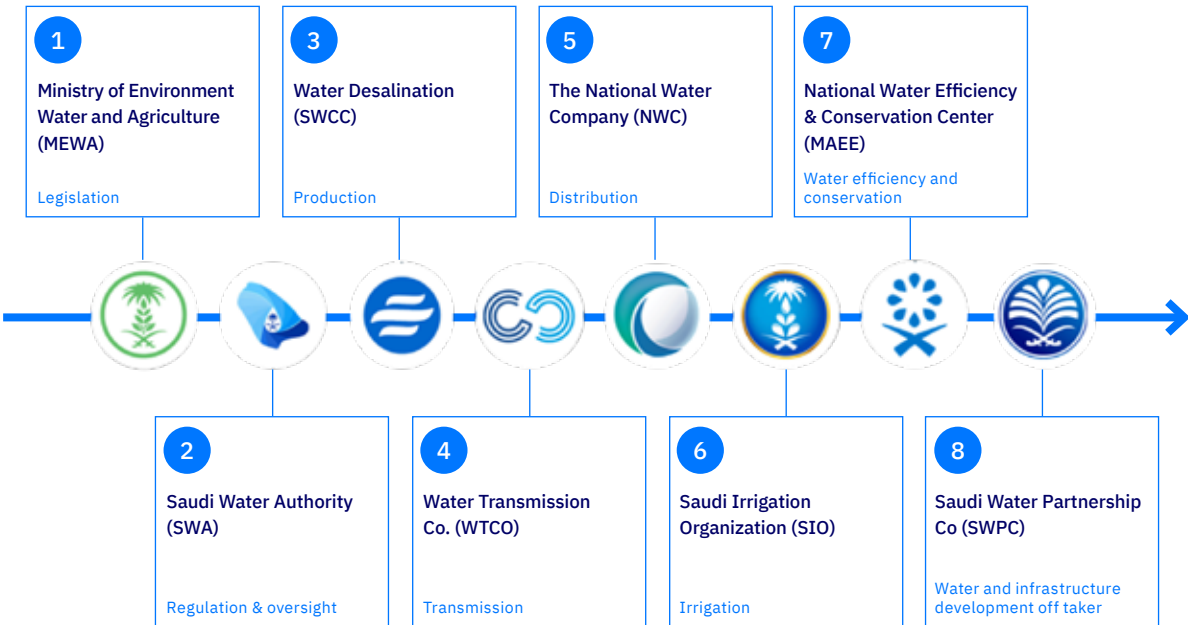 1
Ministry of Environment
Water and Agriculture
(MEWA)
Legislation
2
Saudi Water Authority
(SWA)
Regulation & oversight
3
Water Desalination
(SWCC)
Production
4
Water Transmission
Co. (WTCO)
Transmission
5
The National Water
Company (NWC)
Distribution
6
Saudi Irrigation
Organization (SIO)
Irrigation
7
National Water Efficiency
& Conservation Center
(MAEE)
Water efficiency and
conservation
8
Saudi Water Partnership
Co (SWPC)
Water and infrastructure
development off taker